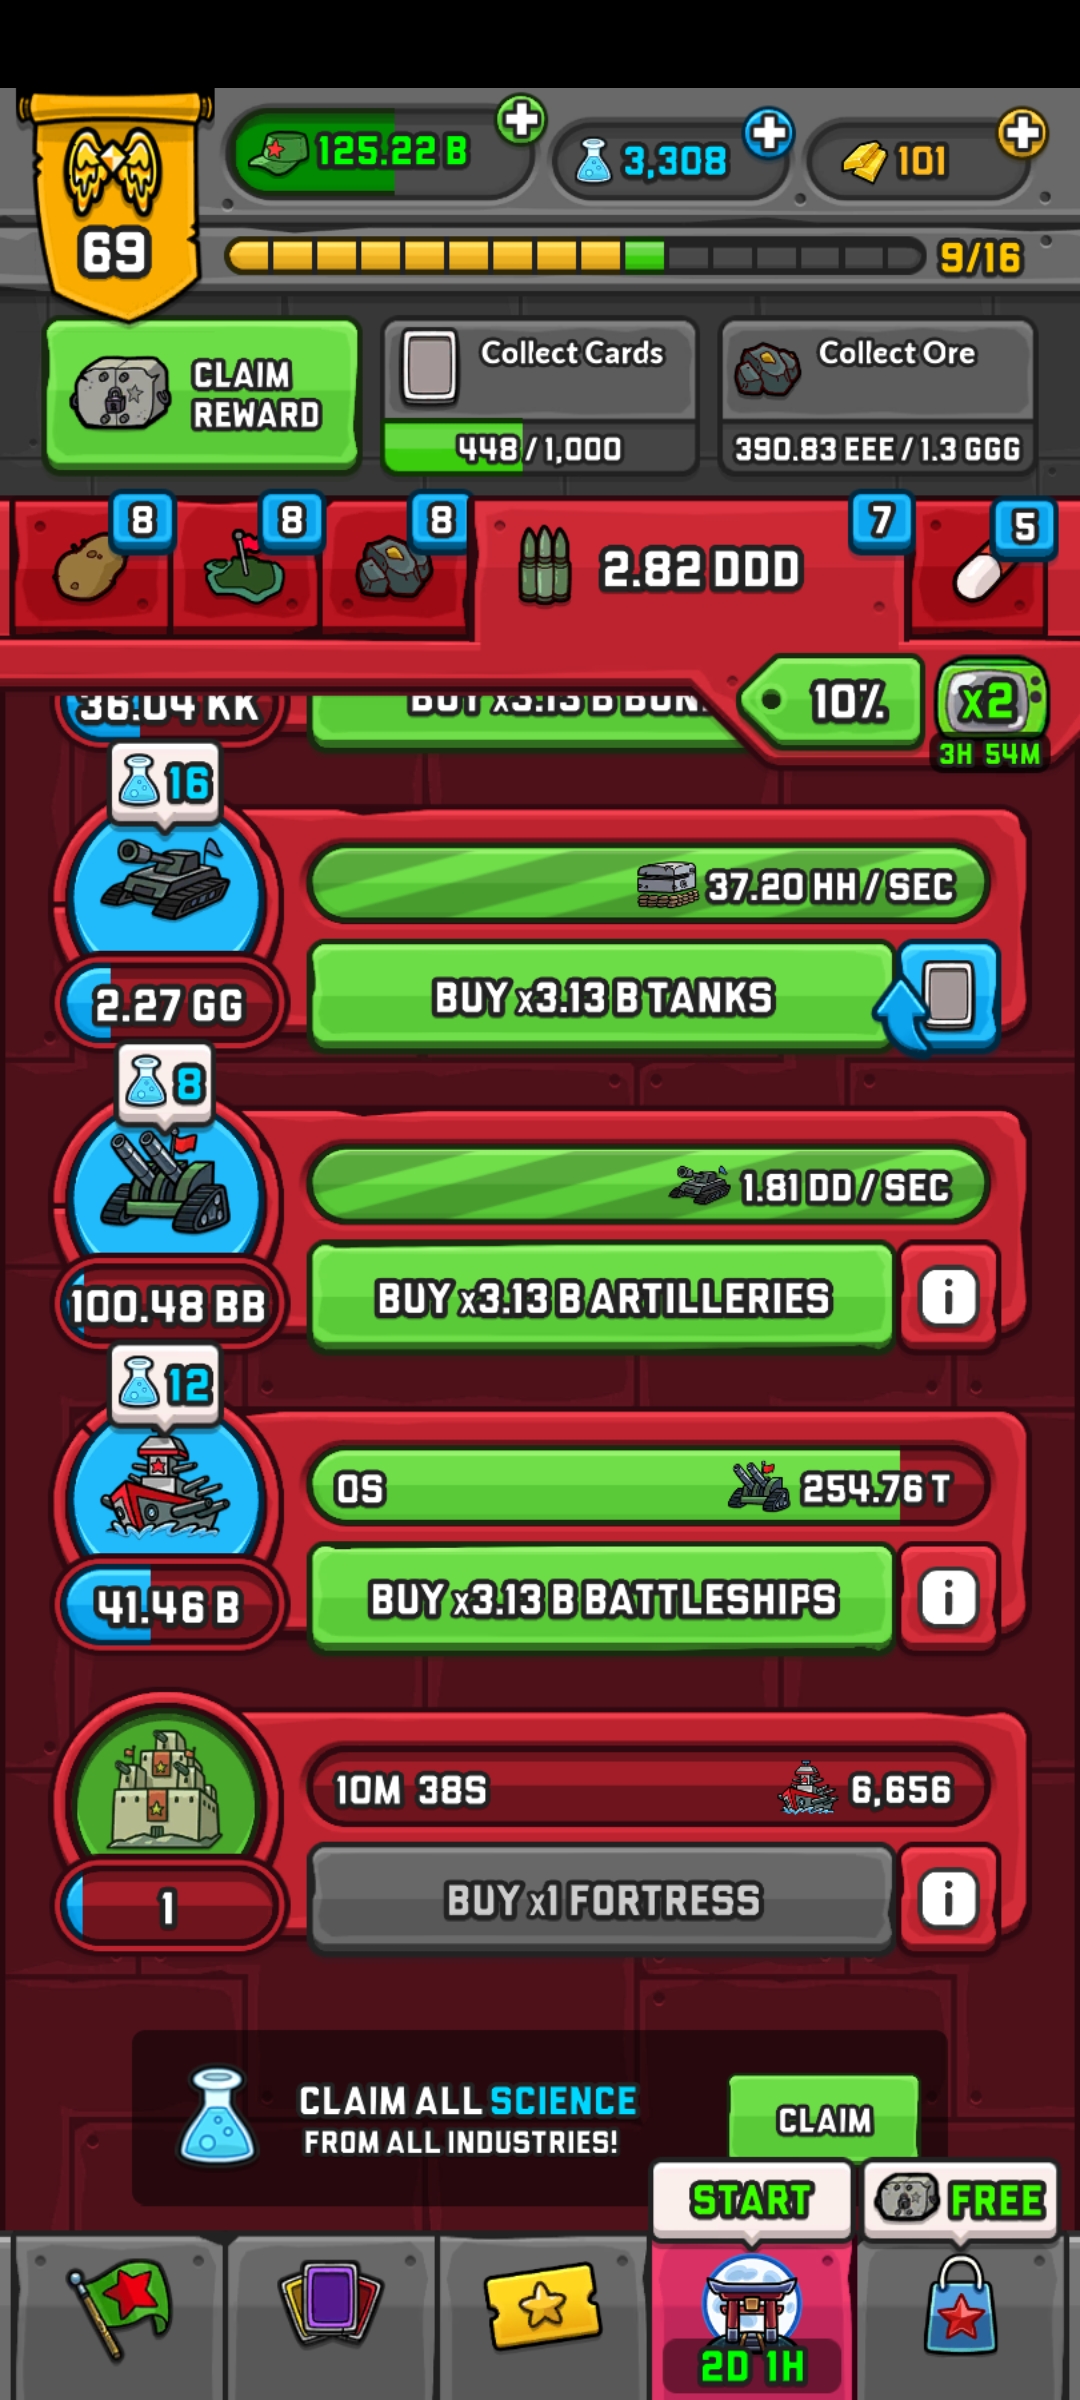 125.22 B
3,308
101
69
9/16
CLAIM
REWARD
Collect Cards
448 / 1,000
Collect Ore
390.83 EEE / 1.3 GGG
8
8
8
2.82 DDD
7
5
10%
x2
3H 54M
36.04 KK
BUY x3.13 B BUN
16
37.20 HH / SEC
2.27 GG
BUY x3.13 B TANKS
8
1.81 DD / SEC
100.48 BB
BUY x3.13 B ARTILLERIES
i
12
0S
254.76 T
41.46 B
BUY x3.13 B BATTLESHIPS
i
10M 38S
6,656
1
BUY x1 FORTRESS
i
CLAIM ALL SCIENCE
FROM ALL INDUSTRIES!
CLAIM
START
FREE
2D 1H